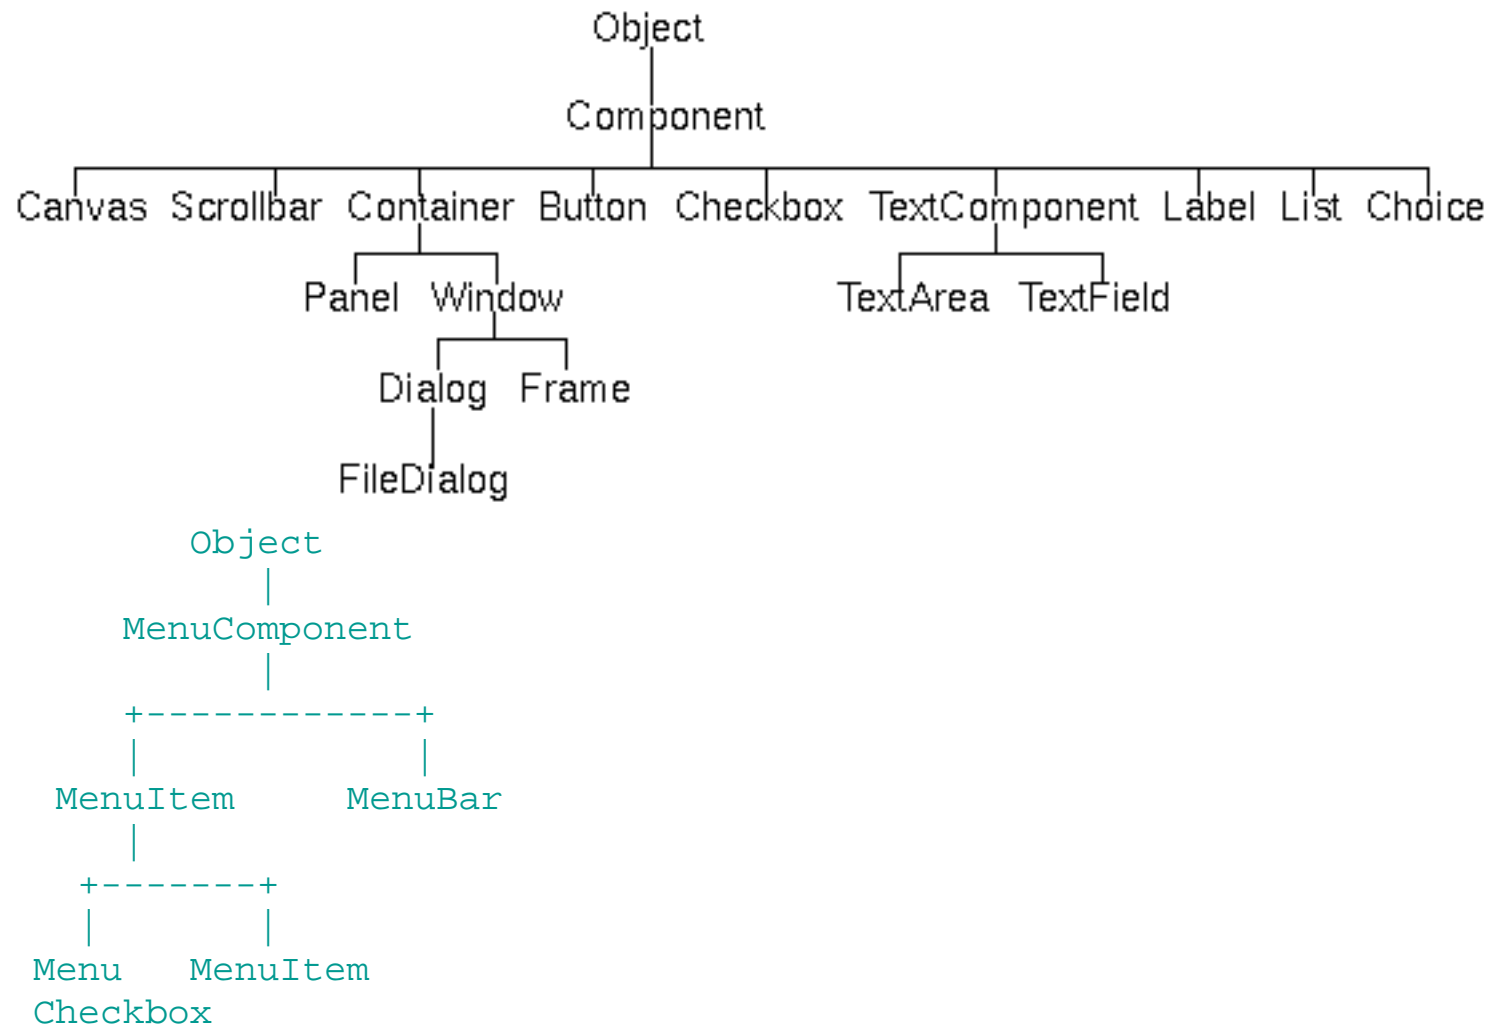 Object
Component
Canvas Scrollbar Container Button Checkbox TextComponent Label List Choice
Panel Window TextArea TextField
Dialog Frame
FileDialog
Object
|
MenuComponent
|
+------------+
| |
MenuItem MenuBar
|
+-------+
| |
Menu MenuItem
Checkbox